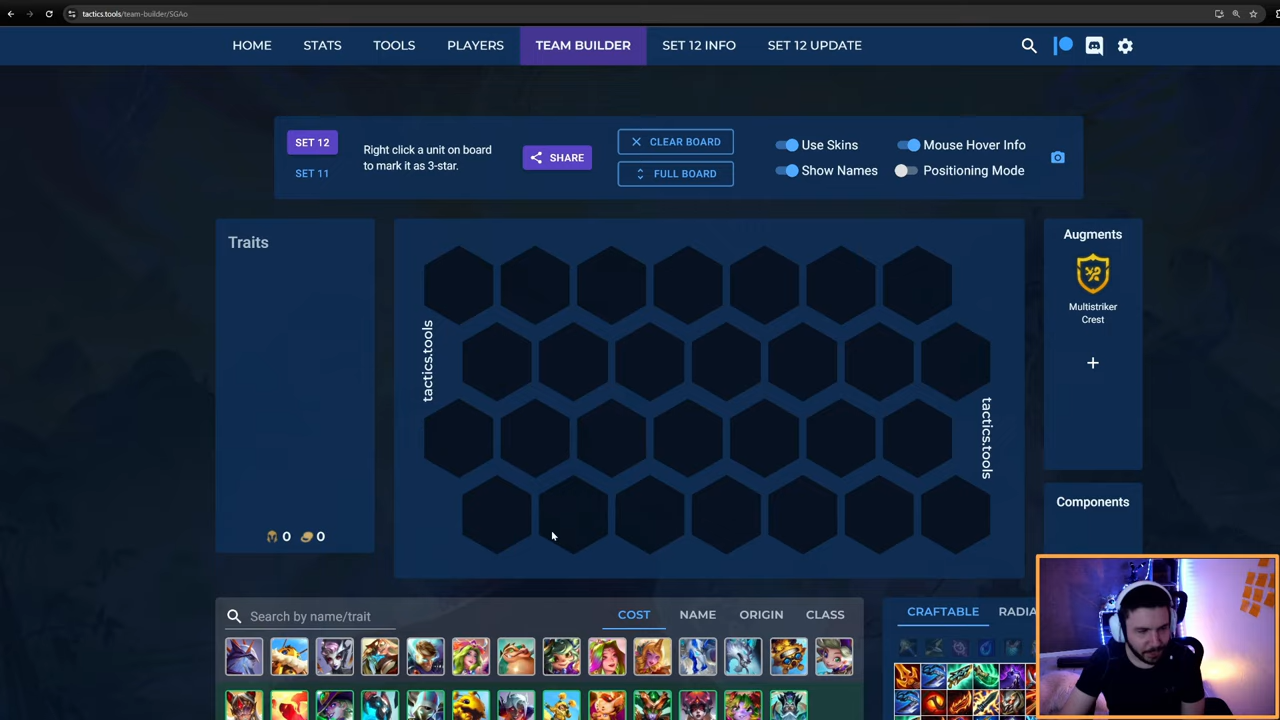 tactics.tools/team-builder/SGAo
HOME STATS TOOLS PLAYERS TEAM BUILDER SET 12 INFO SET 12 UPDATE
SET 12
SET 11
Right click a unit on board
to mark it as 3-star.
SHARE
CLEAR BOARD
FULL BOARD
Use Skins
Mouse Hover Info
Show Names
Positioning Mode
Traits
0 0
tactics.tools
tactics.tools
Augments
Multistriker
Crest
+
Components
Search by name/trait
COST NAME ORIGIN CLASS
CRAFTABLE RADIA